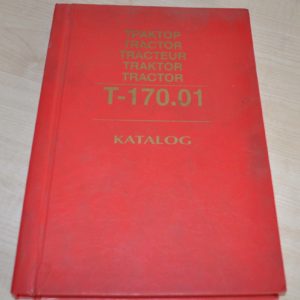 ТРАКТОР
TRACTOR
TRACTEUR
TRAKTOR
TRACTOR
T-170.01
KATALOG